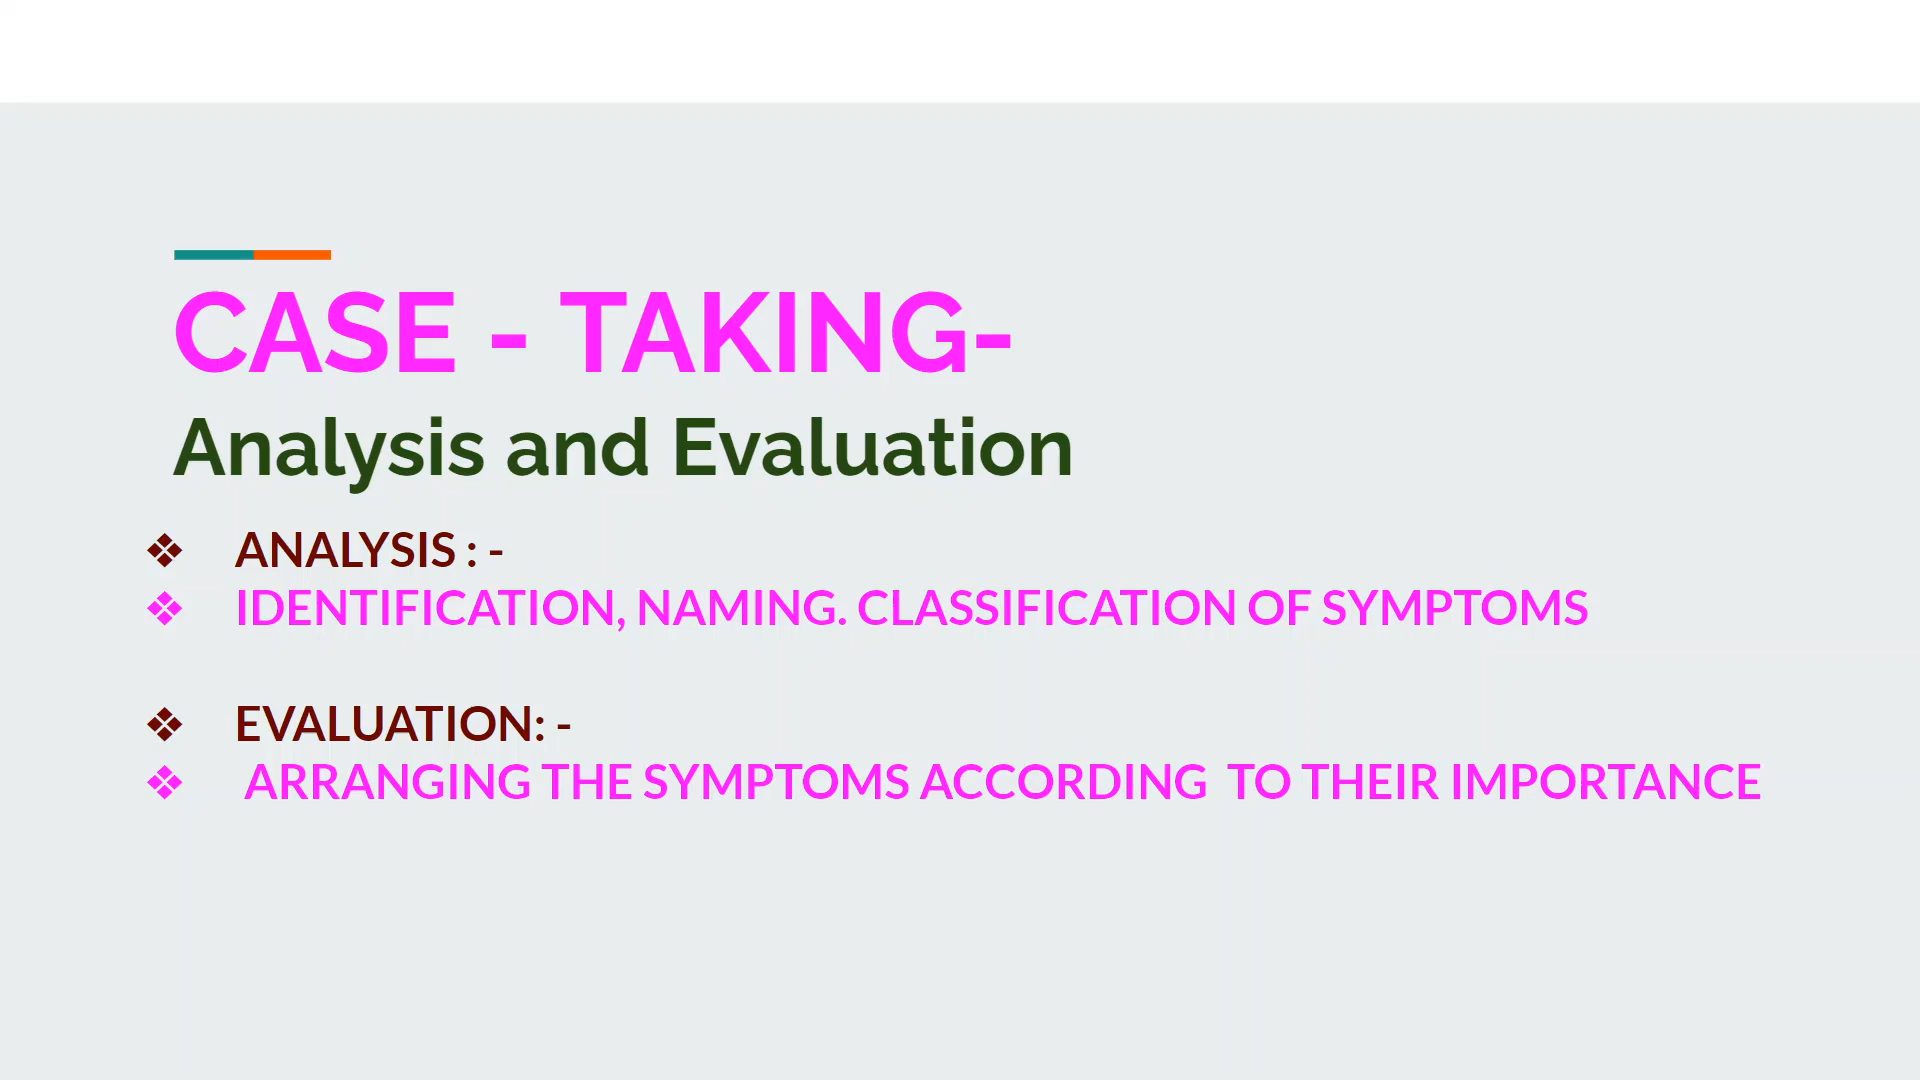 CASE - TAKING-
Analysis and Evaluation
❖ ANALYSIS : -
❖ IDENTIFICATION, NAMING. CLASSIFICATION OF SYMPTOMS
❖ EVALUATION: -
❖ ARRANGING THE SYMPTOMS ACCORDING  TO THEIR IMPORTANCE